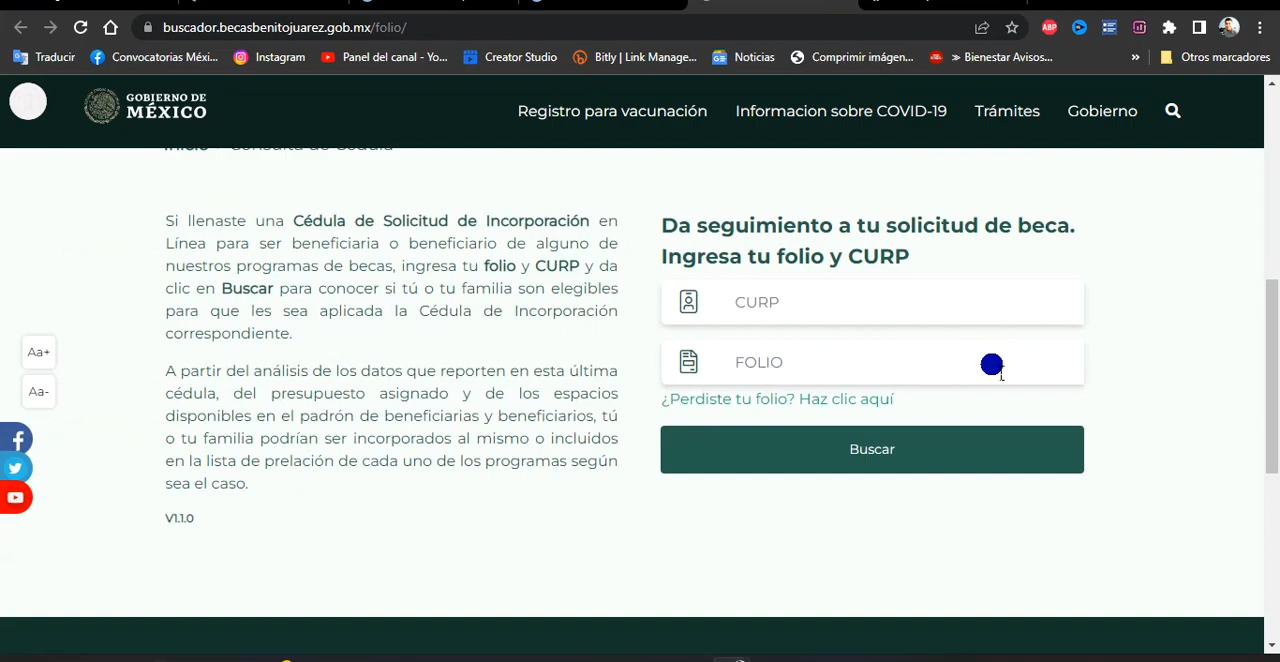 buscador.becasbenitojuarez.gob.mx/folio/
ABP
Traducir
Convocatorias Méxi...
Instagram
Panel del canal - Yo...
Creator Studio
Bitly | Link Manage...
Noticias
Comprimir imágen...
≫ Bienestar Avisos...
»
Otros marcadores
GOBIERNO DE
MÉXICO
Registro para vacunación
Informacion sobre COVID-19
Trámites
Gobierno
Inicio > Consulta de Cédula
Si llenaste una Cédula de Solicitud de Incorporación en
Línea para ser beneficiaria o beneficiario de alguno de
nuestros programas de becas, ingresa tu folio y CURP y da
clic en Buscar para conocer si tú o tu familia son elegibles
para que les sea aplicada la Cédula de Incorporación
correspondiente.
A partir del análisis de los datos que reporten en esta última
cédula, del presupuesto asignado y de los espacios
disponibles en el padrón de beneficiarias y beneficiarios, tú
o tu familia podrían ser incorporados al mismo o incluidos
en la lista de prelación de cada uno de los programas según
sea el caso.
V1.1.0
Da seguimiento a tu solicitud de beca.
Ingresa tu folio y CURP
CURP
FOLIO
¿Perdiste tu folio? Haz clic aquí
Buscar
Aa+
Aa-